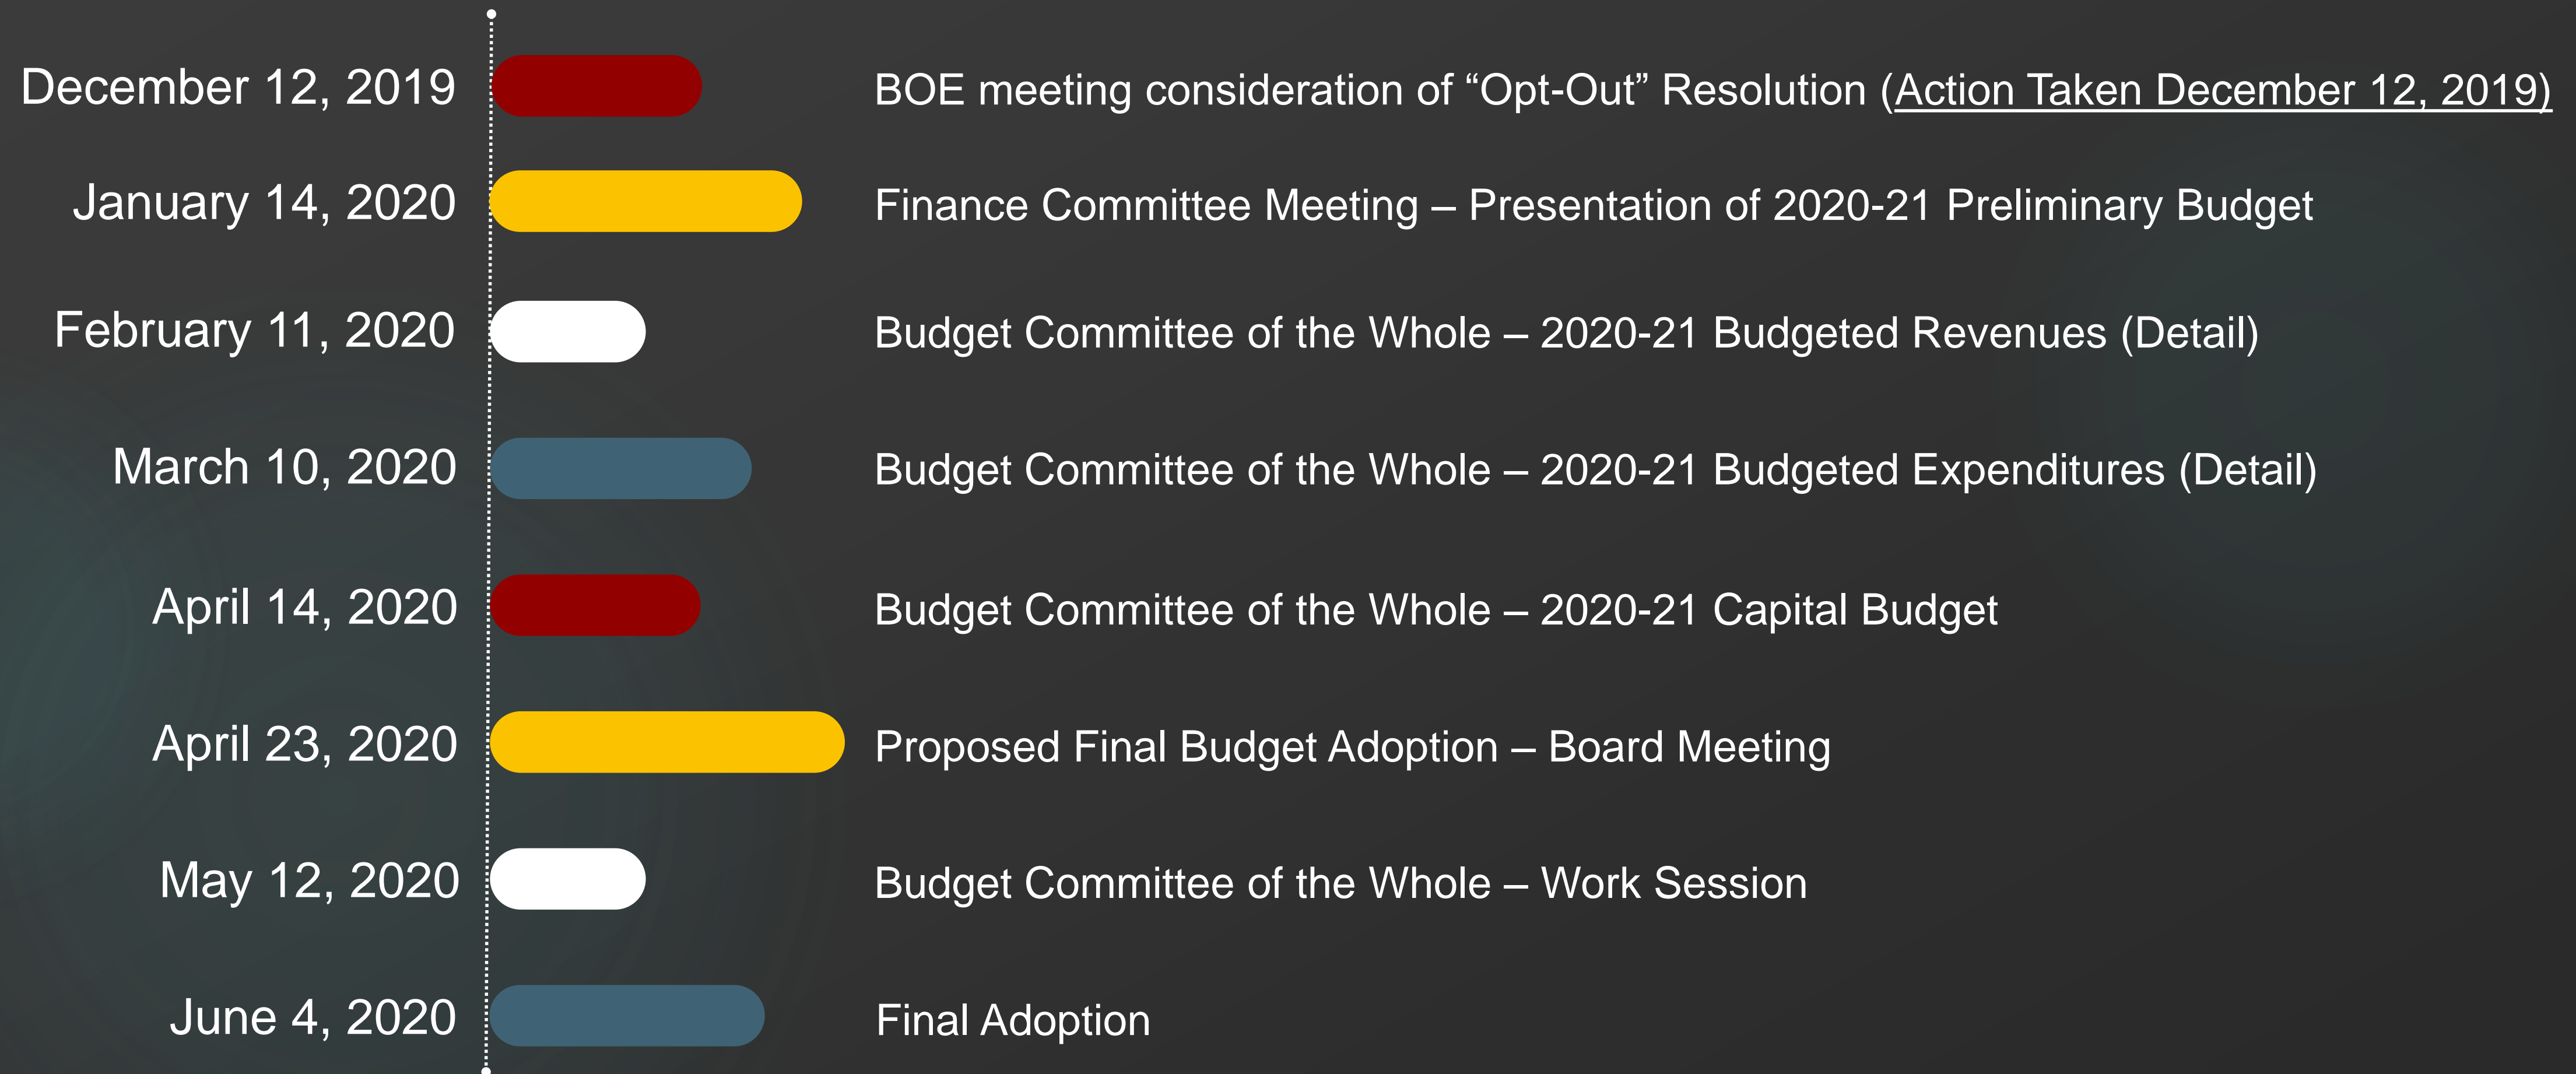 December 12, 2019 BOE meeting consideration of “Opt-Out” Resolution (Action Taken December 12, 2019)
January 14, 2020 Finance Committee Meeting – Presentation of 2020-21 Preliminary Budget
February 11, 2020 Budget Committee of the Whole – 2020-21 Budgeted Revenues (Detail)
March 10, 2020 Budget Committee of the Whole – 2020-21 Budgeted Expenditures (Detail)
April 14, 2020 Budget Committee of the Whole – 2020-21 Capital Budget
April 23, 2020 Proposed Final Budget Adoption – Board Meeting
May 12, 2020 Budget Committee of the Whole – Work Session
June 4, 2020 Final Adoption